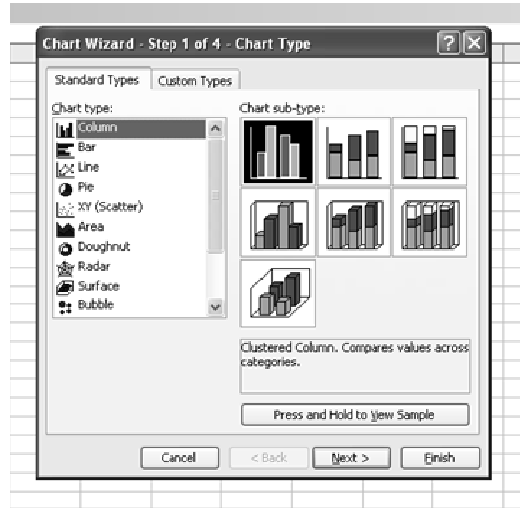 Chart Wizard - Step 1 of 4 - Chart Type
Standard Types
Custom Types
Chart type:
Column
Bar
Line
Pie
XY (Scatter)
Area
Doughnut
Radar
Surface
Bubble
Chart sub-type:
Clustered Column. Compares values across
categories.
Press and Hold to View Sample
Cancel
< Back
Next >
Finish